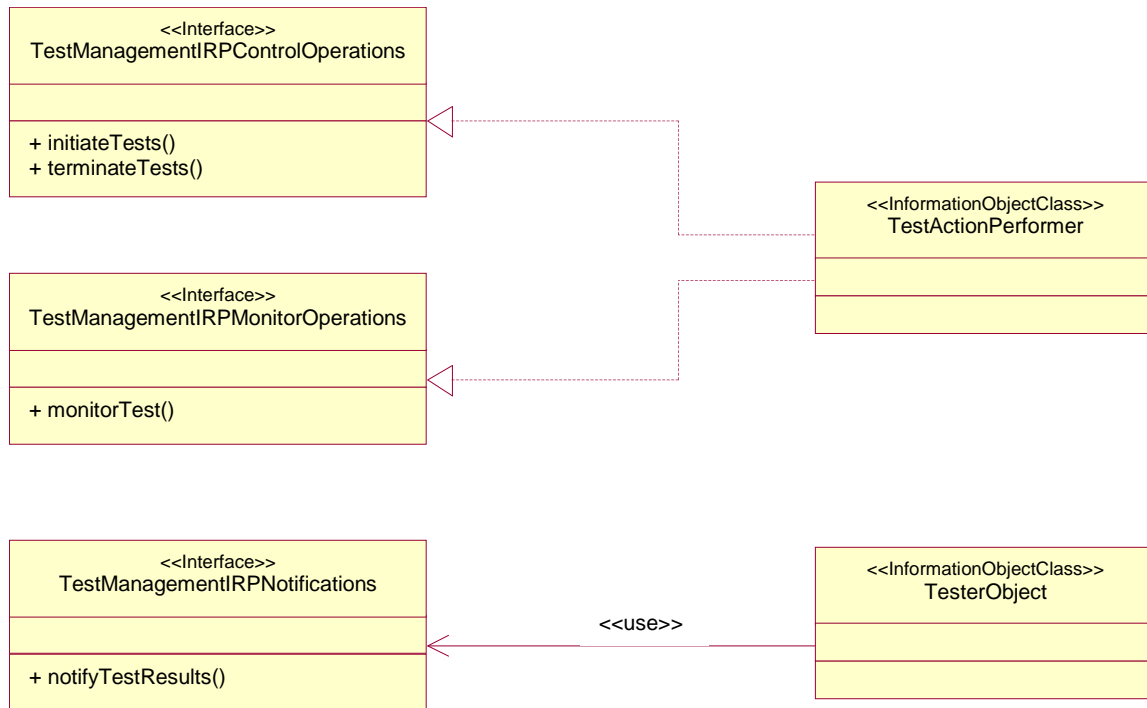 <<Interface>>
TestManagementIRPControlOperations
+ initiateTests()
+ terminateTests()
<<InformationObjectClass>>
TestActionPerformer
<<Interface>>
TestManagementIRPMonitorOperations
+ monitorTest()
<<Interface>>
TestManagementIRPNotifications
+ notifyTestResults()
<<use>>
<<InformationObjectClass>>
TesterObject